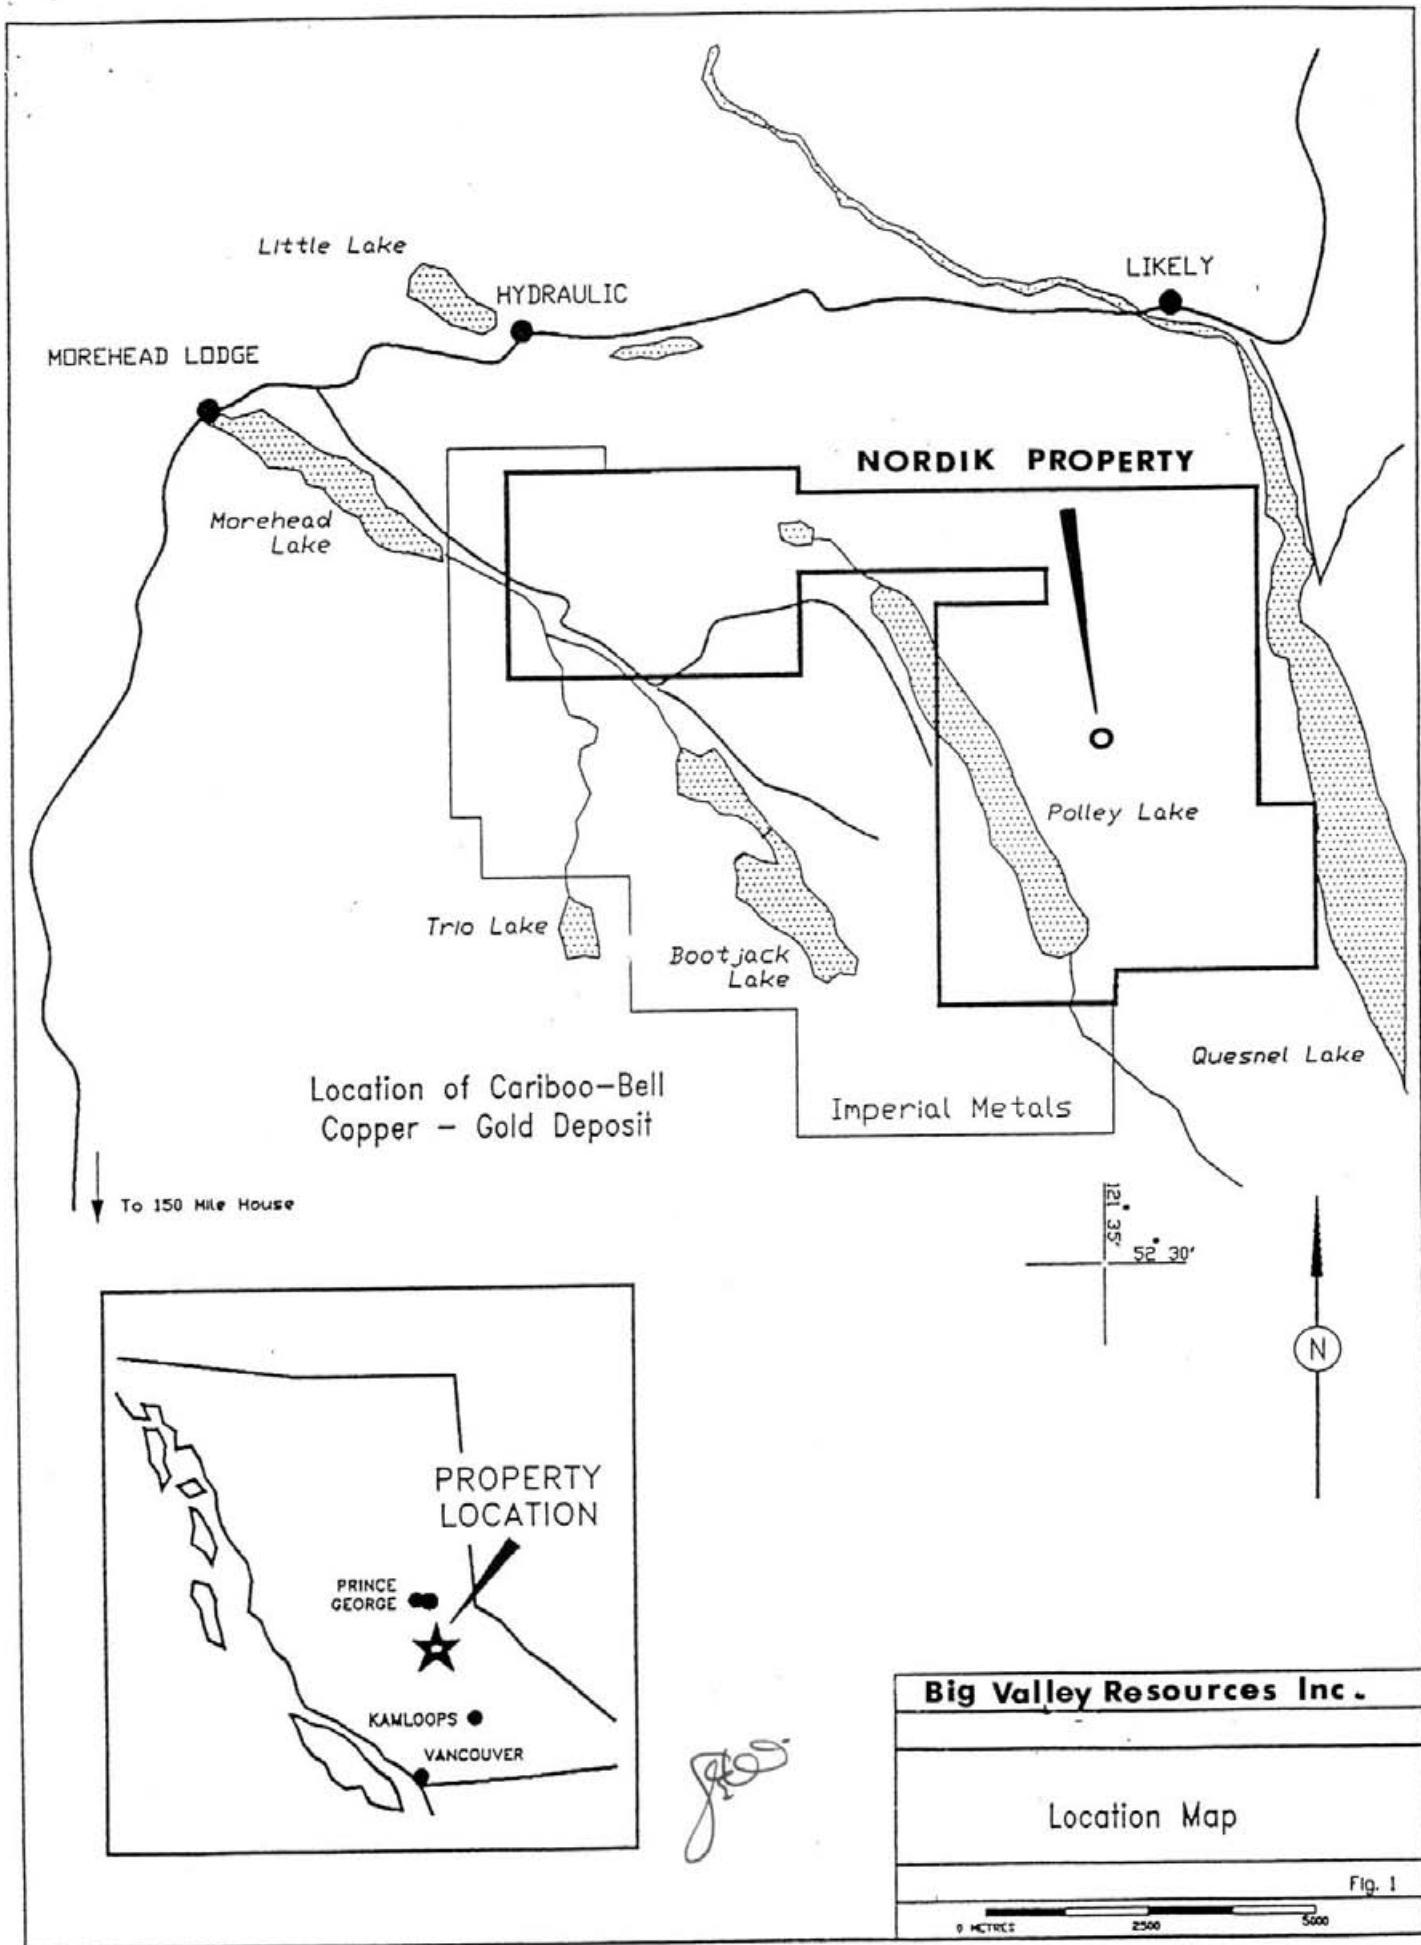 Little Lake
HYDRAULIC
LIKELY
MOREHEAD LODGE
NORDIK PROPERTY
Morehead
Lake
Polley Lake
Trio Lake
Bootjack
Lake
Quesnel Lake
Location of Cariboo-Bell
Copper - Gold Deposit
Imperial Metals
To 150 Mile House
121° 35'
52° 30'
N
PROPERTY
LOCATION
PRINCE
GEORGE
KAMLOOPS
VANCOUVER
Big Valley Resources Inc.
Location Map
Fig. 1
0 METRES 2500 5000